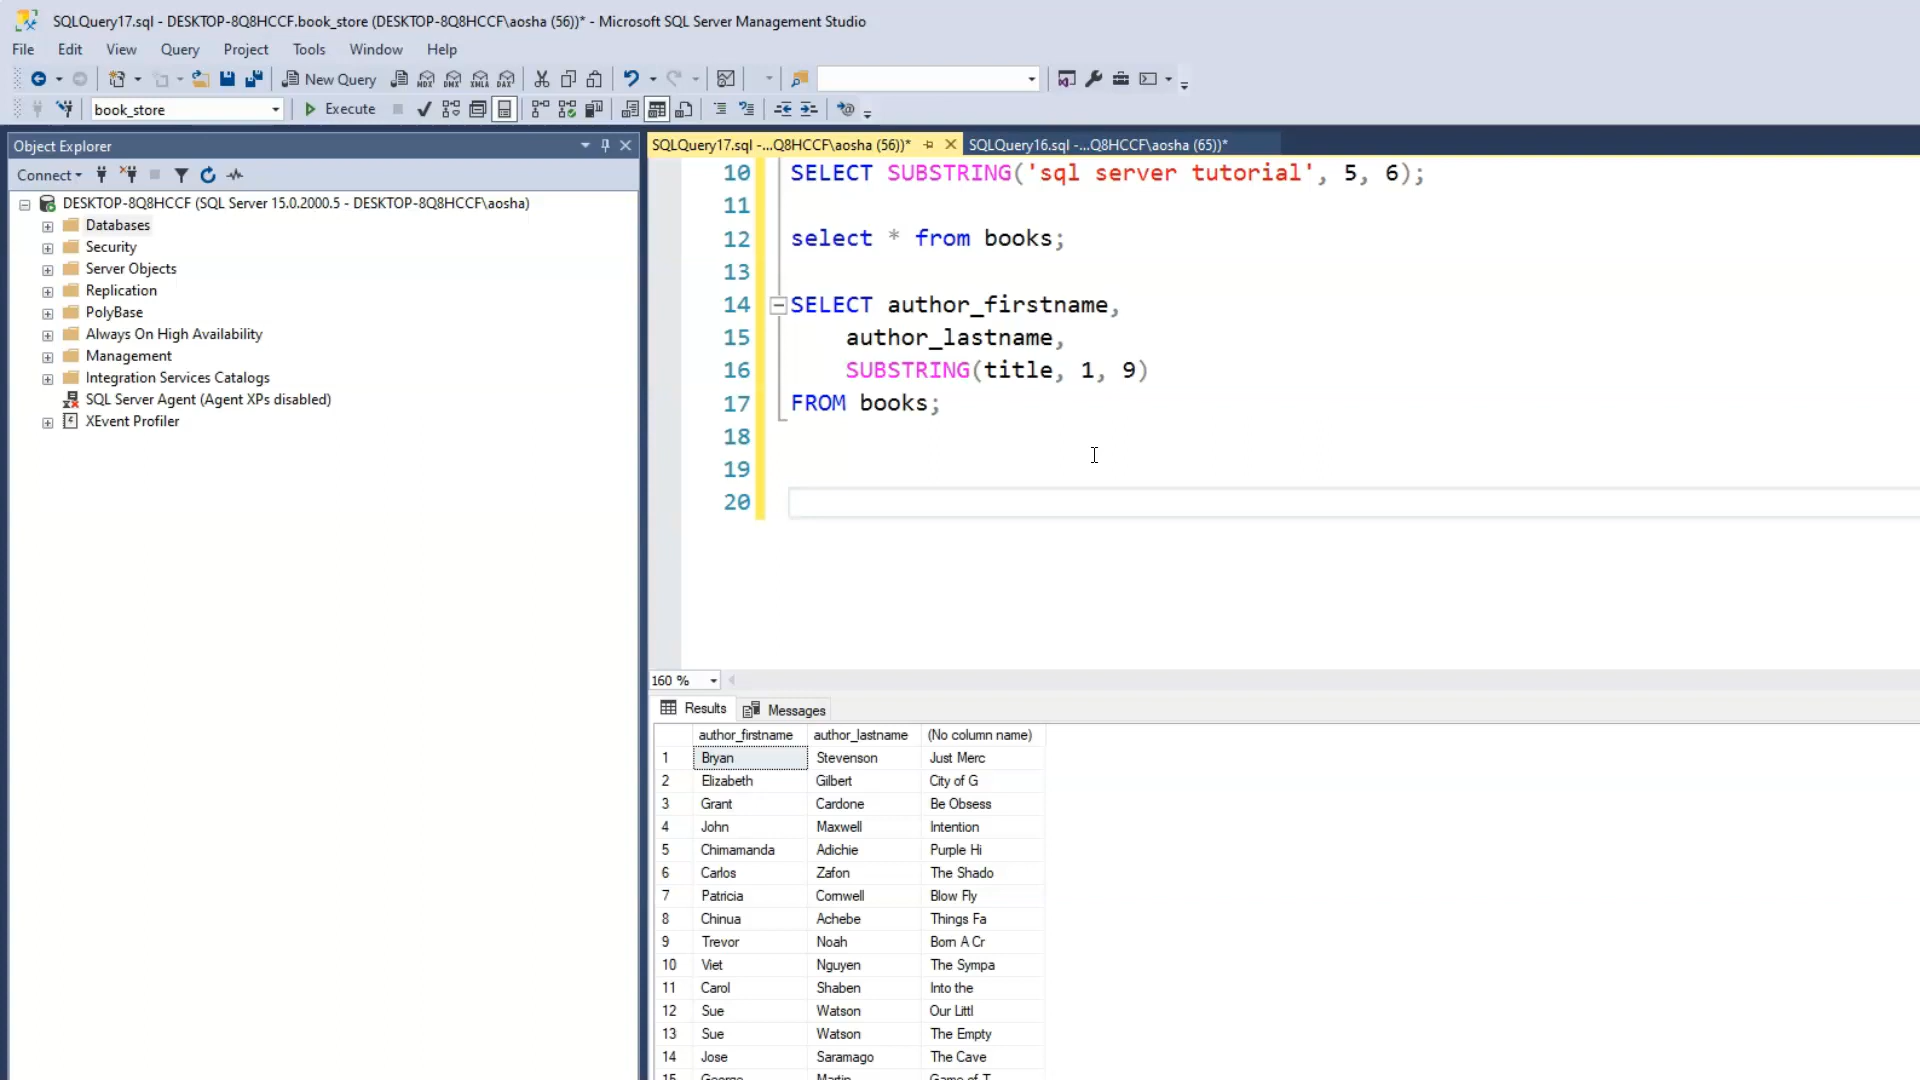 SQLQuery17.sql - DESKTOP-8Q8HCCF.book_store (DESKTOP-8Q8HCCF\aosha (56))* - Microsoft SQL Server Management Studio
File Edit View Query Project Tools Window Help
New Query
book_store Execute
Object Explorer
Connect
DESKTOP-8Q8HCCF (SQL Server 15.0.2000.5 - DESKTOP-8Q8HCCF\aosha)
Databases
Security
Server Objects
Replication
PolyBase
Always On High Availability
Management
Integration Services Catalogs
SQL Server Agent (Agent XPs disabled)
XEvent Profiler
SQLQuery17.sql -...Q8HCCF\aosha (56))* SQLQuery16.sql -...Q8HCCF\aosha (65))*
10 SELECT SUBSTRING('sql server tutorial', 5, 6);
11
12 select * from books;
13
14 SELECT author_firstname,
15 author_lastname,
16 SUBSTRING(title, 1, 9)
17 FROM books;
18
19
20
160 %
Results Messages
author_firstname author_lastname (No column name)
1 Bryan Stevenson Just Merc
2 Elizabeth Gilbert City of G
3 Grant Cardone Be Obsess
4 John Maxwell Intention
5 Chimamanda Adichie Purple Hi
6 Carlos Zafon The Shado
7 Patricia Cornwell Blow Fly
8 Chinua Achebe Things Fa
9 Trevor Noah Born A Cr
10 Viet Nguyen The Sympa
11 Carol Shaben Into the
12 Sue Watson Our Littl
13 Sue Watson The Empty
14 Jose Saramago The Cave
15 George Martin Game of T